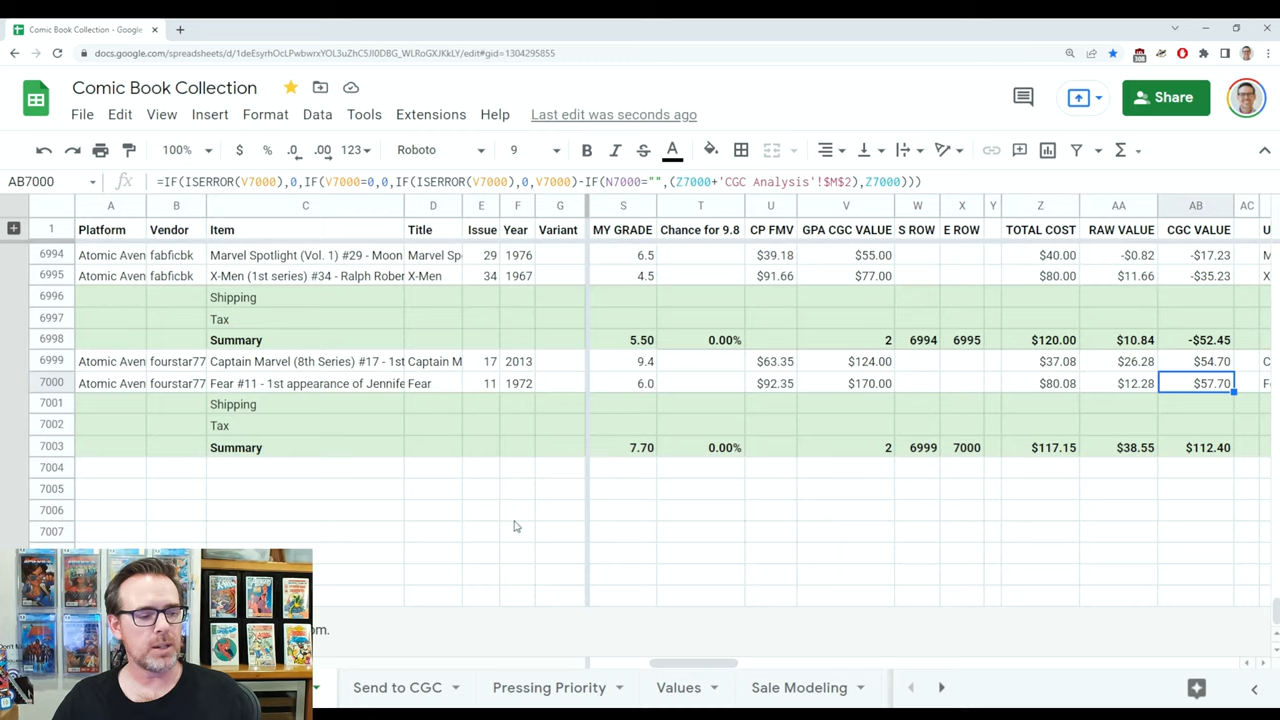 Comic Book Collection - Google
docs.google.com/spreadsheets/d/1deEsyrhOcLPwbwrxYOL3uZhC5JI0DBG_WLRoGXJKkLY/edit#gid=1304295855
Comic Book Collection
File Edit View Insert Format Data Tools Extensions Help Last edit was seconds ago
Share
100% $ % .0 .00 123 Roboto 9 B I S A
AB7000 fx =IF(ISERROR(V7000),0,IF(V7000=0,0,IF(ISERROR(V7000),0,V7000)-IF(N7000="",(Z7000+'CGC Analysis'!$M$2),Z7000)))
A B C D E F G S T U V W X Y Z AA AB AC
1 Platform Vendor Item Title Issue Year Variant MY GRADE Chance for 9.8 CP FMV GPA CGC VALUE S ROW E ROW TOTAL COST RAW VALUE CGC VALUE U
6994 Atomic Aven fabficbk Marvel Spotlight (Vol. 1) #29 - Moon Marvel Sp 29 1976 6.5 $39.18 $55.00 $40.00 -$0.82 -$17.23 M
6995 Atomic Aven fabficbk X-Men (1st series) #34 - Ralph Rober X-Men 34 1967 4.5 $91.66 $77.00 $80.00 $11.66 -$35.23 X
6996 Shipping
6997 Tax
6998 Summary 5.50 0.00% 2 6994 6995 $120.00 $10.84 -$52.45
6999 Atomic Aven fourstar77 Captain Marvel (8th Series) #17 - 1st Captain M 17 2013 9.4 $63.35 $124.00 $37.08 $26.28 $54.70 C
7000 Atomic Aven fourstar77 Fear #11 - 1st appearance of Jennife Fear 11 1972 6.0 $92.35 $170.00 $80.08 $12.28 $57.70 F
7001 Shipping
7002 Tax
7003 Summary 7.70 0.00% 2 6999 7000 $117.15 $38.55 $112.40
7004
7005
7006
7007
om.
Send to CGC Pressing Priority Values Sale Modeling